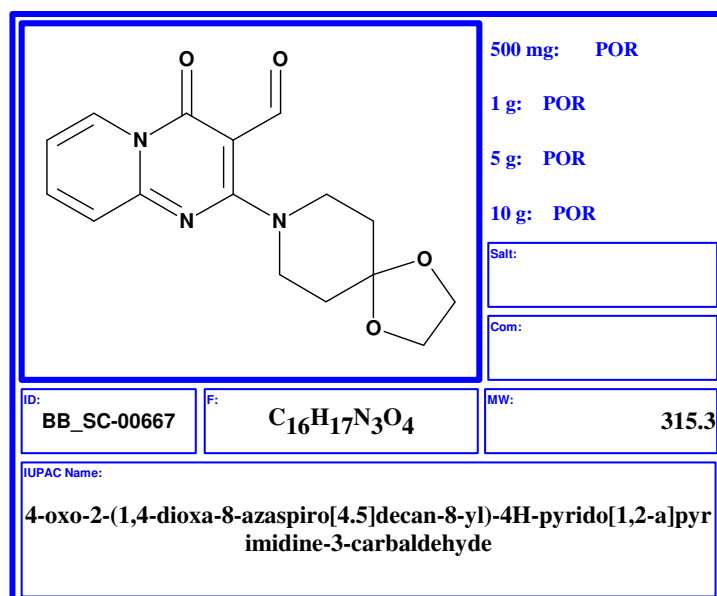 O O
N
N
N
O
O
500 mg: POR
1 g: POR
5 g: POR
10 g: POR
Salt:
Com:
ID:
BB_SC-00667
F:
C16H17N3O4
MW:
315.3
IUPAC Name:
4-oxo-2-(1,4-dioxa-8-azaspiro[4.5]decan-8-yl)-4H-pyrido[1,2-a]pyr
imidine-3-carbaldehyde